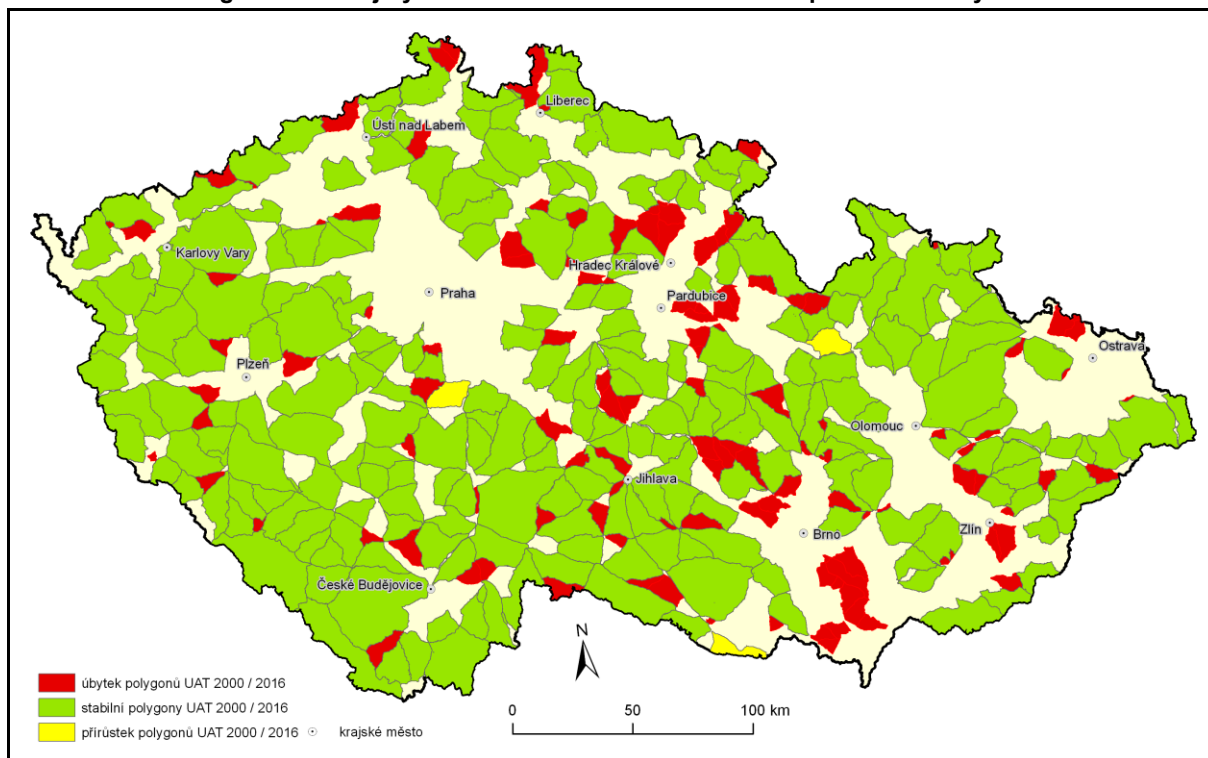 Liberec
Ústí nad Labem
Karlovy Vary
Hradec Králové
Praha
Pardubice
Ostrava
Plzeň
Olomouc
Jihlava
Zlín
Brno
České Budějovice
N
úbytek polygonů UAT 2000 / 2016
stabilní polygony UAT 2000 / 2016
přírůstek polygonů UAT 2000 / 2016
krajské město
0 50 100 km